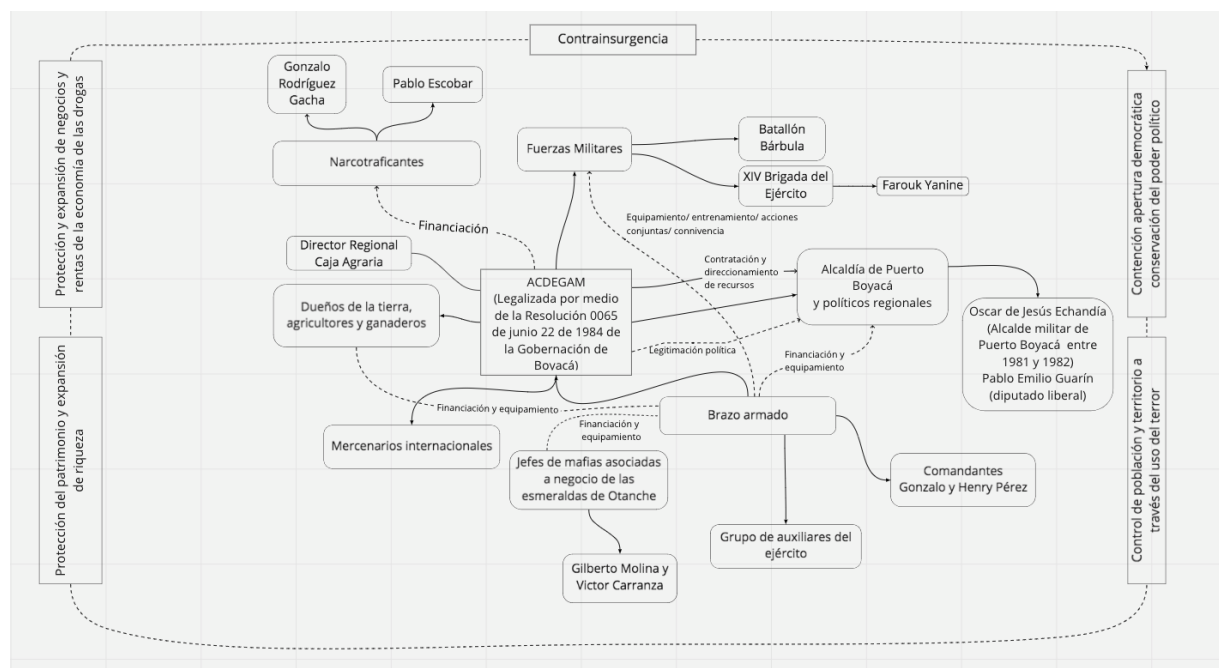 Contrainsurgencia
Protección y expansión de negocios y
rentas de la economía de las drogas
Gonzalo
Rodríguez
Gacha
Pablo Escobar
Narcotraficantes
Fuerzas Militares
Batallón
Bárbula
XIV Brigada del
Ejército
Farouk Yanine
Contención apertura democrática
conservación del poder político
Financiación
Equipamiento/ entrenamiento/ acciones
conjuntas/ connivencia
Director Regional
Caja Agraria
Dueños de la tierra,
agricultores y ganaderos
ACDEGAM
(Legalizada por medio
de la Resolución 0065
de junio 22 de 1984 de
la Gobernación de
Boyacá)
Contratación y
direccionamiento
de recursos
Legitimación política
Alcaldía de Puerto
Boyacá
y políticos regionales
Financiación y
equipamiento
Oscar de Jesús Echandía
(Alcalde militar de
Puerto Boyacá entre
1981 y 1982)
Pablo Emilio Guarín
(diputado liberal)
Protección del patrimonio y expansión
de riqueza
Financiación y equipamiento
Financiación y
equipamiento
Brazo armado
Mercenarios internacionales
Jefes de mafias asociadas
a negocio de las
esmeraldas de Otanche
Comandantes
Gonzalo y Henry Pérez
Grupo de auxiliares del
ejército
Gilberto Molina y
Victor Carranza
Control de población y territorio a
través del uso del terror